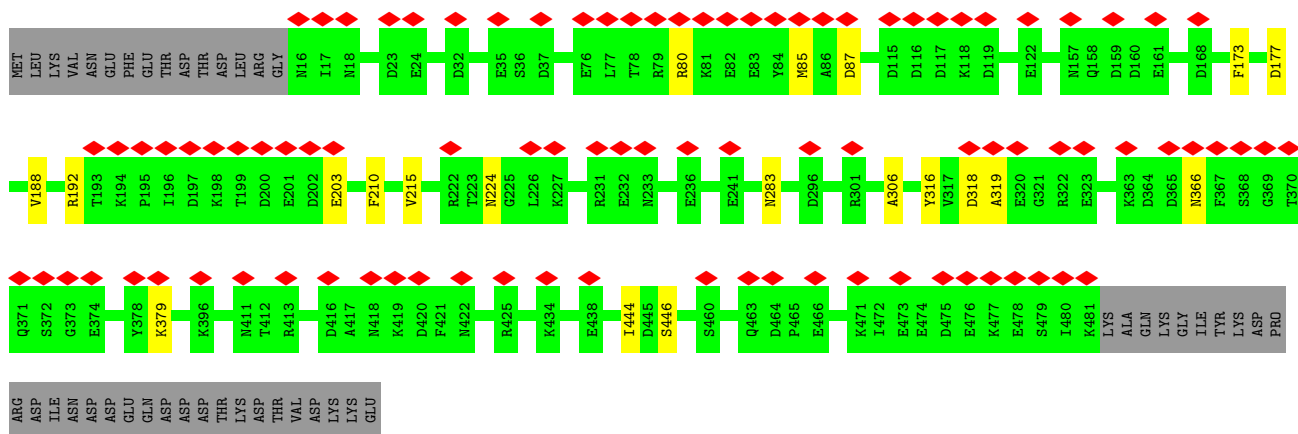 MET LEU LYS VAL ASN GLU PHE GLU THR ASP THR ASP LEU ARG GLY N16 I17 N18 D23 E24 D32 E35 S36 D37 E76 L77 T78 R79 R80 K81 E82 E83 Y84 M85 A86 D87 D115 D116 D117 K118 D119 E122 N157 Q158 D159 D160 E161 D168 F173 D177
V188 R192 T193 K194 P195 I196 D197 K198 T199 D200 E201 D202 E203 F210 V215 R222 T223 N224 G225 L226 K227 R231 E232 N233 E236 E241 N283 D296 R301 A306 Y316 V317 D318 A319 E320 G321 R322 E323 K363 D364 D365 N366 F367 S368 G369 T370
Q371 S372 G373 E374 Y378 K379 K396 N411 T412 R413 D416 A417 N418 K419 D420 F421 N422 R425 K434 E438 I444 D445 S446 S460 Q463 D464 P465 E466 K471 I472 E473 E474 D475 E476 K477 E478 S479 I480 K481 LYS ALA GLN LYS GLY ILE TYR LYS ASP PRO
ARG ASP ILE ASN ASP ASP GLU GLN ASP ASP ASP THR LYS ASP THR VAL ASP LYS LYS GLU